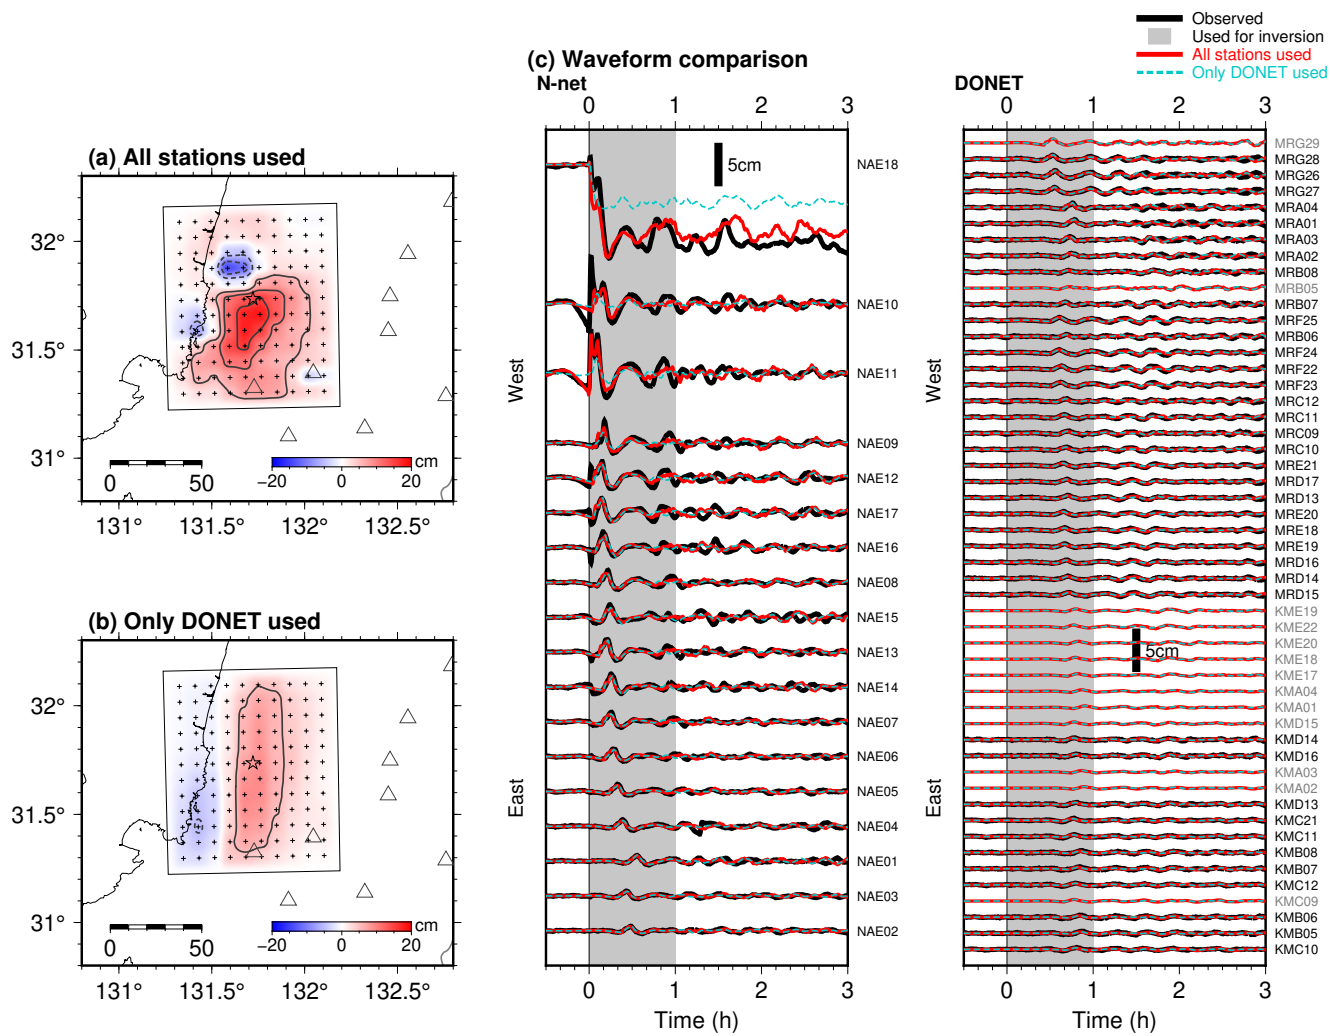 Observed
Used for inversion
All stations used
Only DONET used
(a) All stations used
32°
31.5°
31°
0 50
−20 0 20 cm
131° 131.5° 132° 132.5°
(b) Only DONET used
32°
31.5°
31°
0 50
−20 0 20 cm
131° 131.5° 132° 132.5°
(c) Waveform comparison
N-net
0 1 2 3
5cm
West
East
NAE18
NAE10
NAE11
NAE09
NAE12
NAE17
NAE16
NAE08
NAE15
NAE13
NAE14
NAE07
NAE06
NAE05
NAE04
NAE01
NAE03
NAE02
0 1 2 3
Time (h)
DONET
0 1 2 3
West
East
5cm
MRG29
MRG28
MRG26
MRG27
MRA04
MRA01
MRA03
MRA02
MRB08
MRB05
MRB07
MRF25
MRB06
MRF24
MRF22
MRF23
MRC12
MRC11
MRC09
MRC10
MRE21
MRD17
MRD13
MRE20
MRE18
MRE19
MRD16
MRD14
MRD15
KME19
KME22
KME20
KME18
KME17
KMA04
KMA01
KMD15
KMD14
KMD16
KMA03
KMA02
KMD13
KMC21
KMC11
KMB08
KMB07
KMC12
KMC09
KMB06
KMB05
KMC10
0 1 2 3
Time (h)